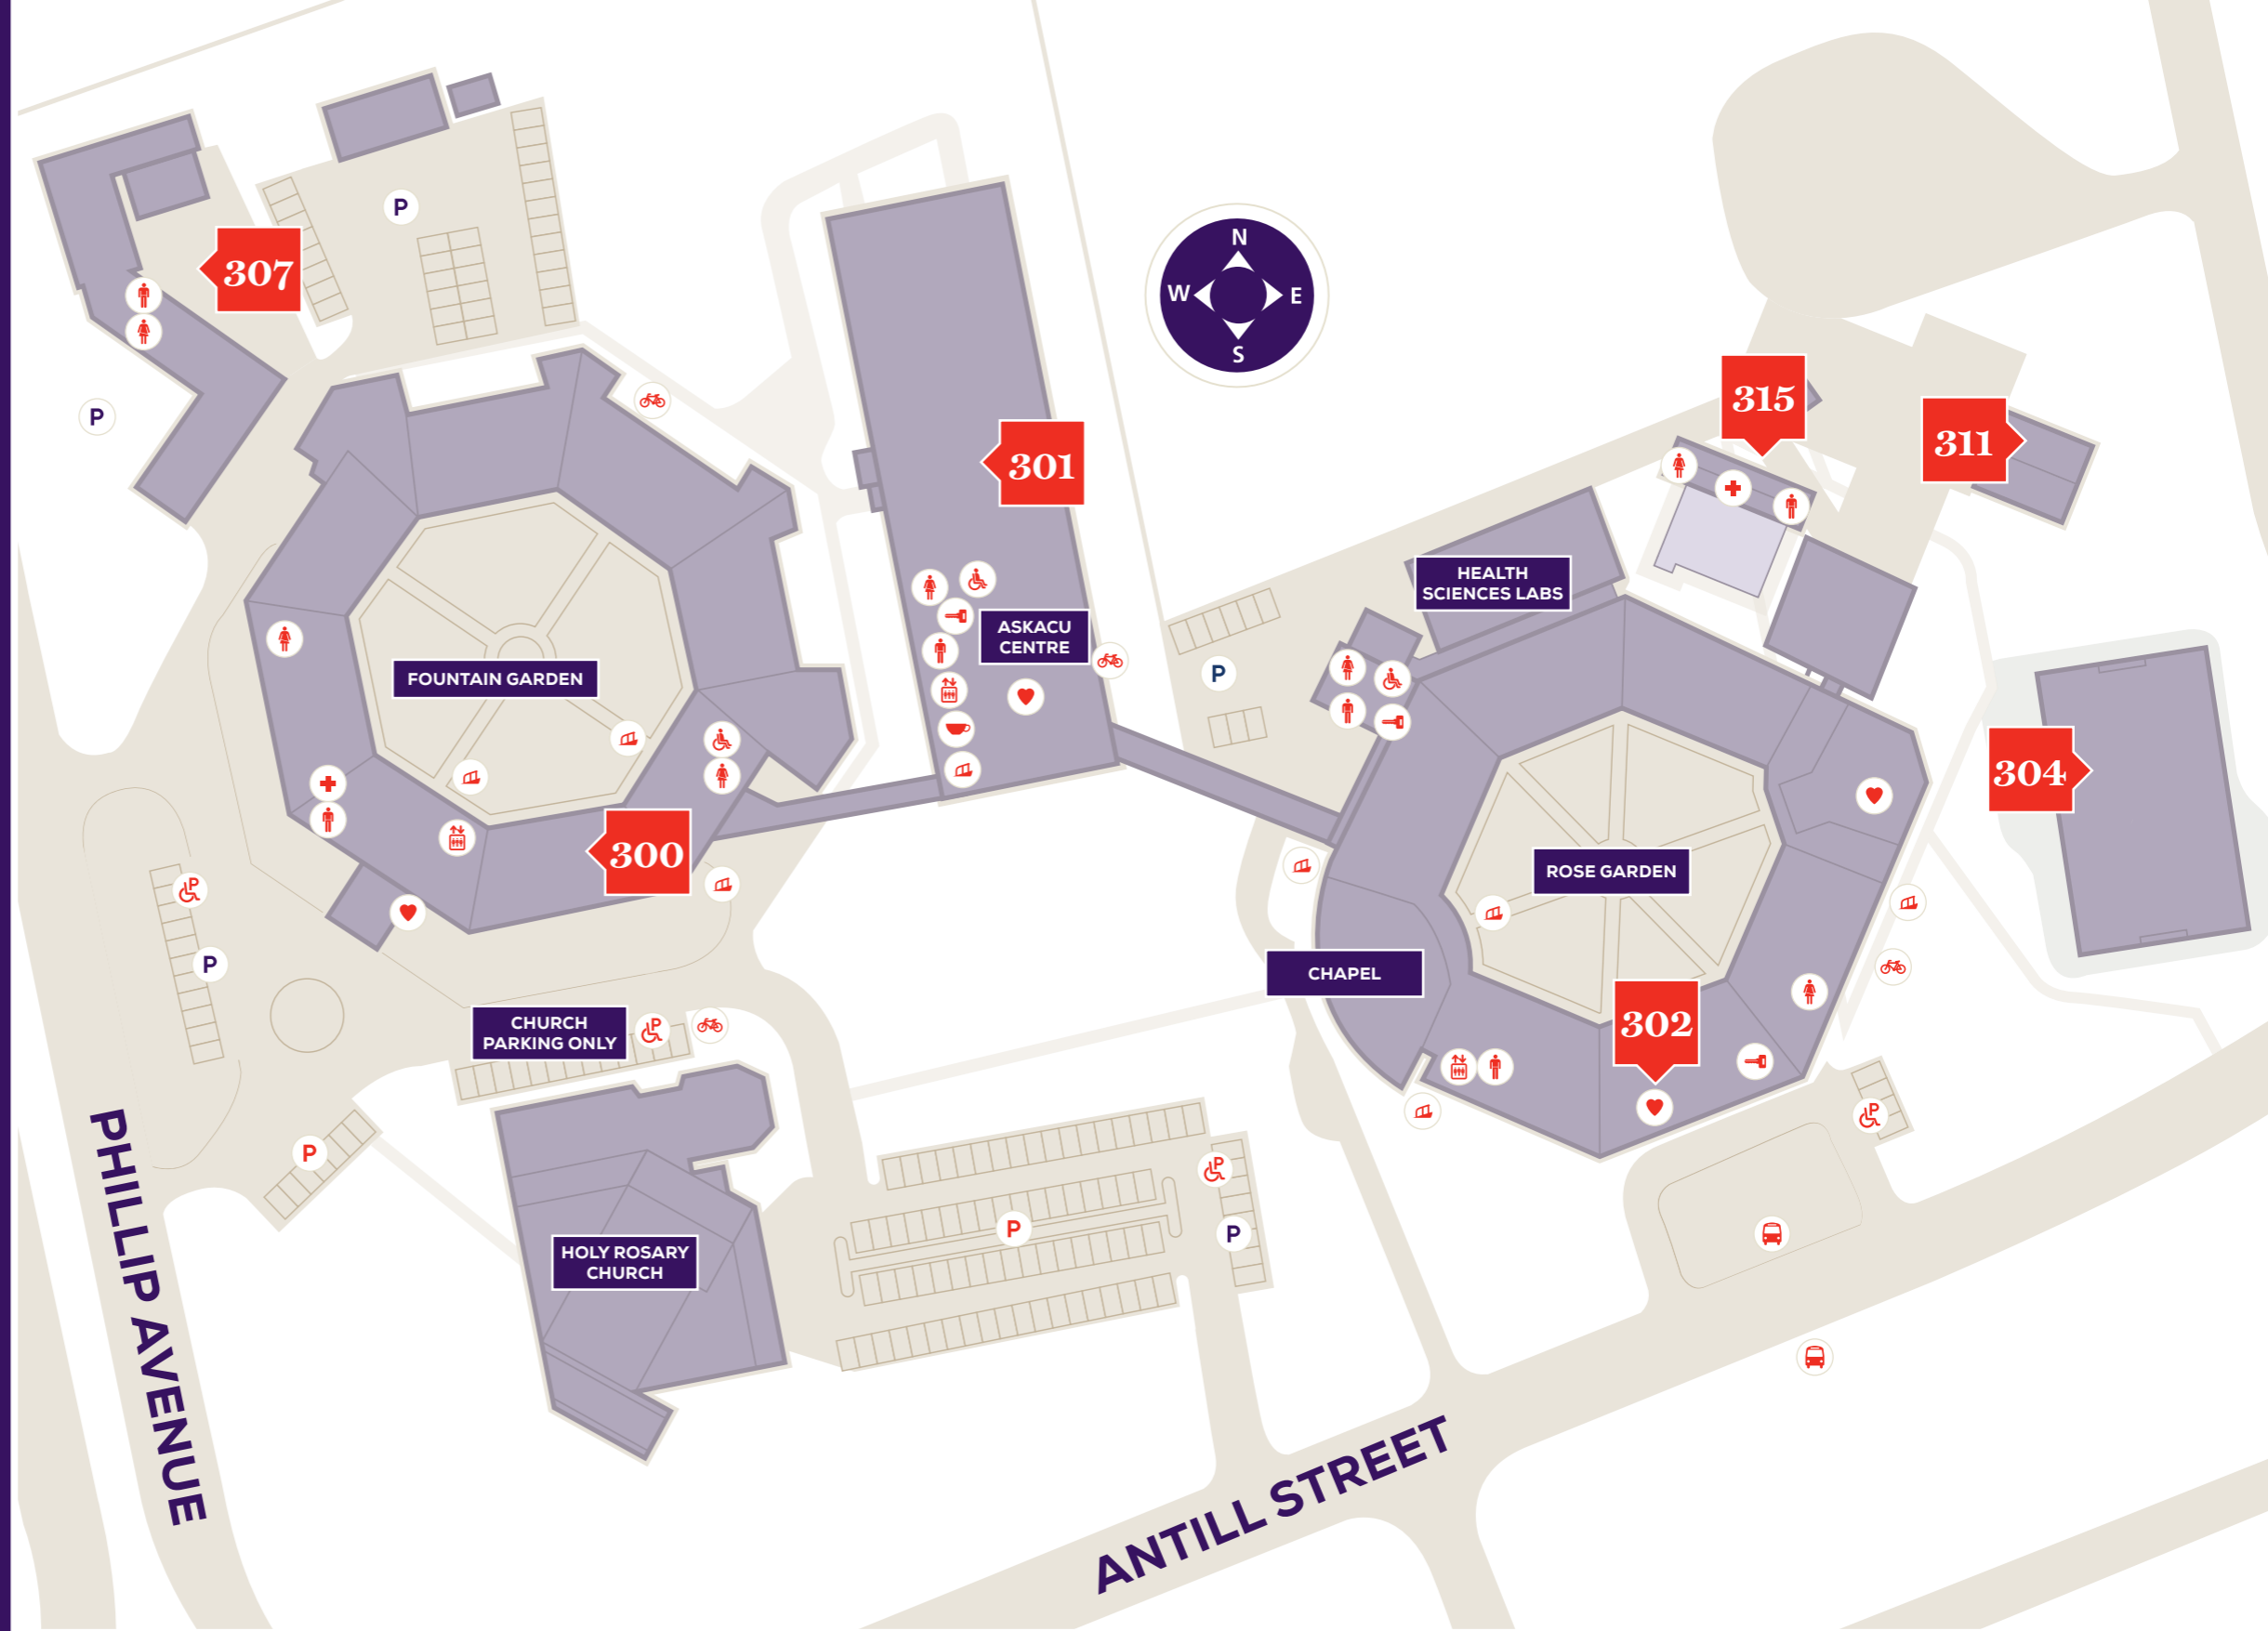 P
307
P
N
W
E
S
315
311
301
HEALTH
SCIENCES LABS
ASKACU
CENTRE
P
FOUNTAIN GARDEN
304
300
ROSE GARDEN
P
P
CHAPEL
302
CHURCH
PARKING ONLY
P
P
P
P
P
P
P
HOLY ROSARY
CHURCH
PHILLIP AVENUE
ANTILL STREET